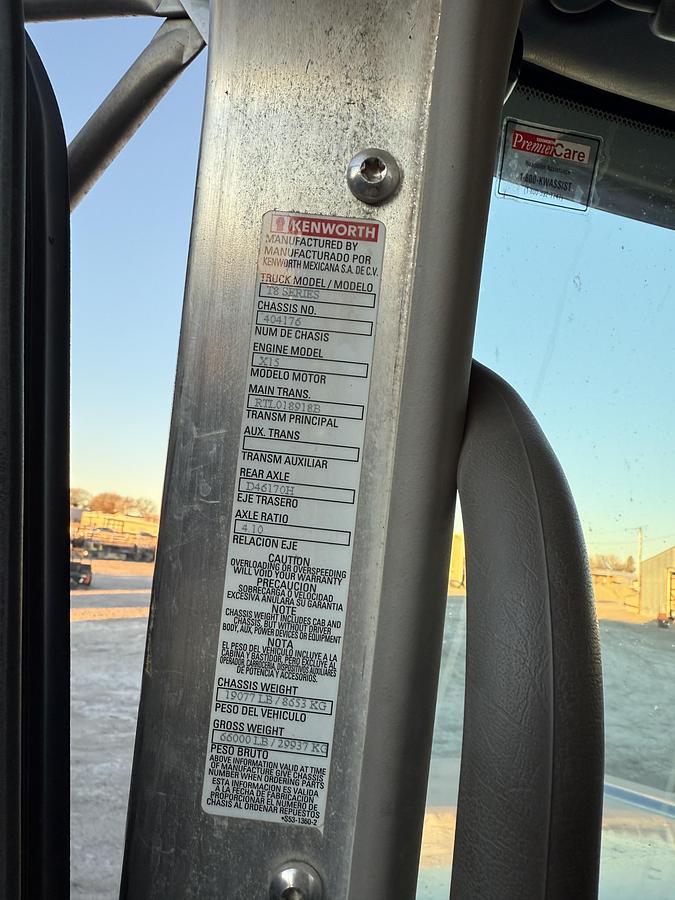 KENWORTH
MANUFACTURED BY
MANUFACTURADO POR
KENWORTH MEXICANA S.A. DE C.V.
TRUCK MODEL / MODELO
T8 SERIES
CHASSIS NO.
404176
NUM DE CHASIS
ENGINE MODEL
X15
MODELO MOTOR
MAIN TRANS.
RTLO18918B
TRANSM PRINCIPAL
AUX. TRANS
TRANSM AUXILIAR
REAR AXLE
D46170H
EJE TRASERO
AXLE RATIO
4.10
RELACION EJE
CAUTION
OVERLOADING OR OVERSPEEDING
WILL VOID YOUR WARRANTY
PRECAUCION
SOBRECARGA O VELOCIDAD
EXCESIVA ANULARA SU GARANTIA
NOTE
CHASSIS WEIGHT INCLUDES CAB AND
CHASSIS, BUT WITHOUT DRIVER
BODY, AUX, POWER DEVICES OR EQUIPMENT
NOTA
EL PESO DEL VEHICULO INCLUYE A LA
CABINA Y BASTIDOR, PERO EXCLUYE AL
OPERADOR, CARROCERIA, DISPOSITIVOS AUXILIARES
DE POTENCIA Y ACCESORIOS.
CHASSIS WEIGHT
19077 LB / 8653 KG
PESO DEL VEHICULO
GROSS WEIGHT
66000 LB / 29937 KG
PESO BRUTO
ABOVE INFORMATION VALID AT TIME
OF MANUFACTURE GIVE CHASSIS
NUMBER WHEN ORDERING PARTS
ESTA INFORMACION ES VALIDA
A LA FECHA DE FABRICACION
PROPORCIONAR EL NUMERO DE
CHASIS AL ORDENAR REPUESTOS
*S53-1360-2
KENWORTH
PremierCare
Roadside Assistance
1-800-KWASSIST